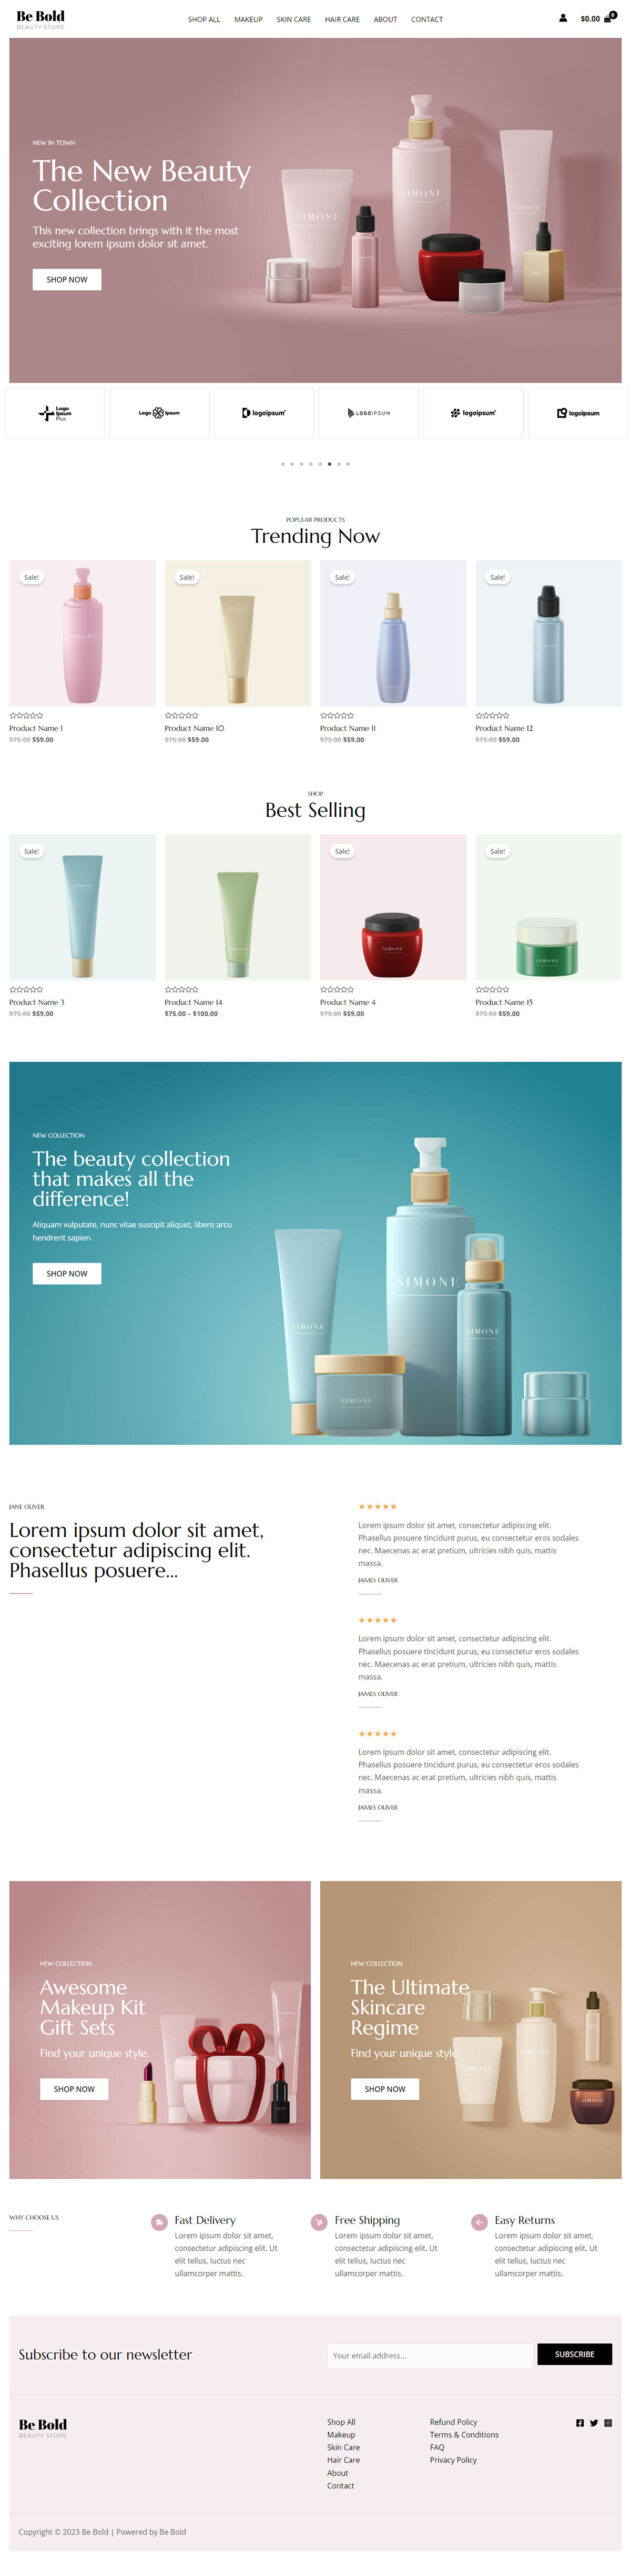 Be Bold
BEAUTY STORE
SHOP ALL MAKEUP SKIN CARE HAIR CARE ABOUT CONTACT
$0.00 0
NEW IN TOWN
The New Beauty
Collection
This new collection brings with it the most
exciting lorem ipsum dolor sit amet.
SHOP NOW
SIMONE
SIMONE
SIMONE
Logo
Ipsum
Plus
Logo Ipsum
logoipsum
LOGOIPSUM
logoipsum
logoipsum
POPULAR PRODUCTS
Trending Now
Sale! Sale! Sale! Sale!
SIMONE
SIMONE
SIMONE
SIMONE
Product Name 1 Product Name 10 Product Name 11 Product Name 12
$75.00 $59.00 $75.00 $59.00 $75.00 $59.00 $75.00 $59.00
SHOP
Best Selling
Sale! Sale! Sale!
SIMONE
SIMONE
SIMONE
SIMONE
Product Name 3 Product Name 14 Product Name 4 Product Name 15
$75.00 $59.00 $75.00 – $100.00 $75.00 $59.00 $75.00 $59.00
NEW COLLECTION
The beauty collection
that makes all the
difference!
Aliquam vulputate, nunc vitae suscipit aliquet, libero arcu
hendrerit sapien.
SHOP NOW
SIMONE
SIMONE
SIMONE
SIMONE
JANE OLIVER
Lorem ipsum dolor sit amet,
consectetur adipiscing elit.
Phasellus posuere...
Lorem ipsum dolor sit amet, consectetur adipiscing elit.
Phasellus posuere tincidunt purus, eu consectetur eros sodales
nec. Maecenas ac erat pretium, ultricies nibh quis, mattis
massa.
JAMES OLIVER
Lorem ipsum dolor sit amet, consectetur adipiscing elit.
Phasellus posuere tincidunt purus, eu consectetur eros sodales
nec. Maecenas ac erat pretium, ultricies nibh quis, mattis
massa.
JAMES OLIVER
Lorem ipsum dolor sit amet, consectetur adipiscing elit.
Phasellus posuere tincidunt purus, eu consectetur eros sodales
nec. Maecenas ac erat pretium, ultricies nibh quis, mattis
massa.
JAMES OLIVER
NEW COLLECTION
Awesome
Makeup Kit
Gift Sets
Find your unique style.
SHOP NOW
NEW COLLECTION
The Ultimate
Skincare
Regime
Find your unique style.
SHOP NOW
SIMONE
SIMONE
SIMONE
WHY CHOOSE US
Fast Delivery
Lorem ipsum dolor sit amet,
consectetur adipiscing elit. Ut
elit tellus, luctus nec
ullamcorper mattis.
Free Shipping
Lorem ipsum dolor sit amet,
consectetur adipiscing elit. Ut
elit tellus, luctus nec
ullamcorper mattis.
Easy Returns
Lorem ipsum dolor sit amet,
consectetur adipiscing elit. Ut
elit tellus, luctus nec
ullamcorper mattis.
Subscribe to our newsletter
Your email address...
SUBSCRIBE
Be Bold
BEAUTY STORE
Shop All
Makeup
Skin Care
Hair Care
About
Contact
Refund Policy
Terms & Conditions
FAQ
Privacy Policy
Copyright © 2023 Be Bold | Powered by Be Bold